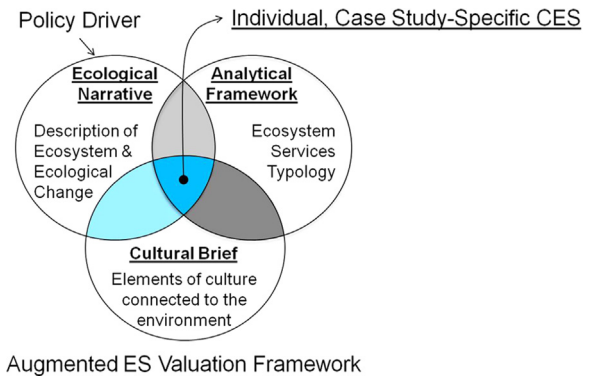 Policy Driver
Individual, Case Study-Specific CES
Ecological
Narrative
Analytical
Framework
Description of
Ecosystem &
Ecological
Change
Ecosystem
Services
Typology
Cultural Brief
Elements of culture
connected to the
environment
Augmented ES Valuation Framework